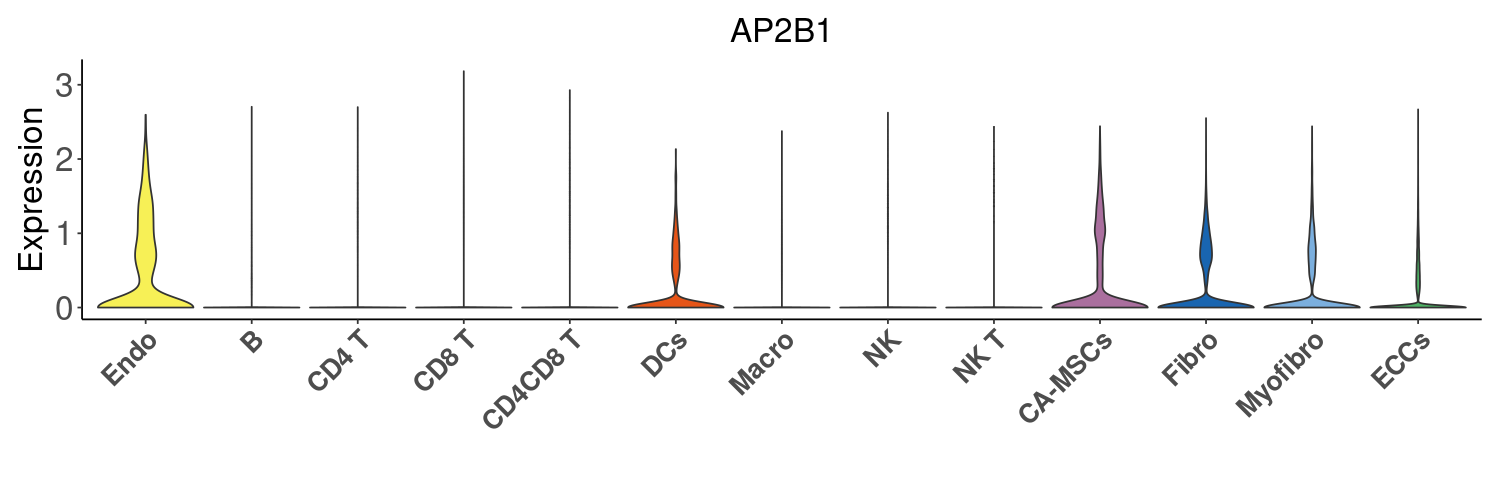 AP2B1
Expression
3
2
1
0
Endo
B
CD4 T
CD8 T
CD4CD8 T
DCs
Macro
NK
NK T
CA-MSCs
Fibro
Myofibro
ECCs